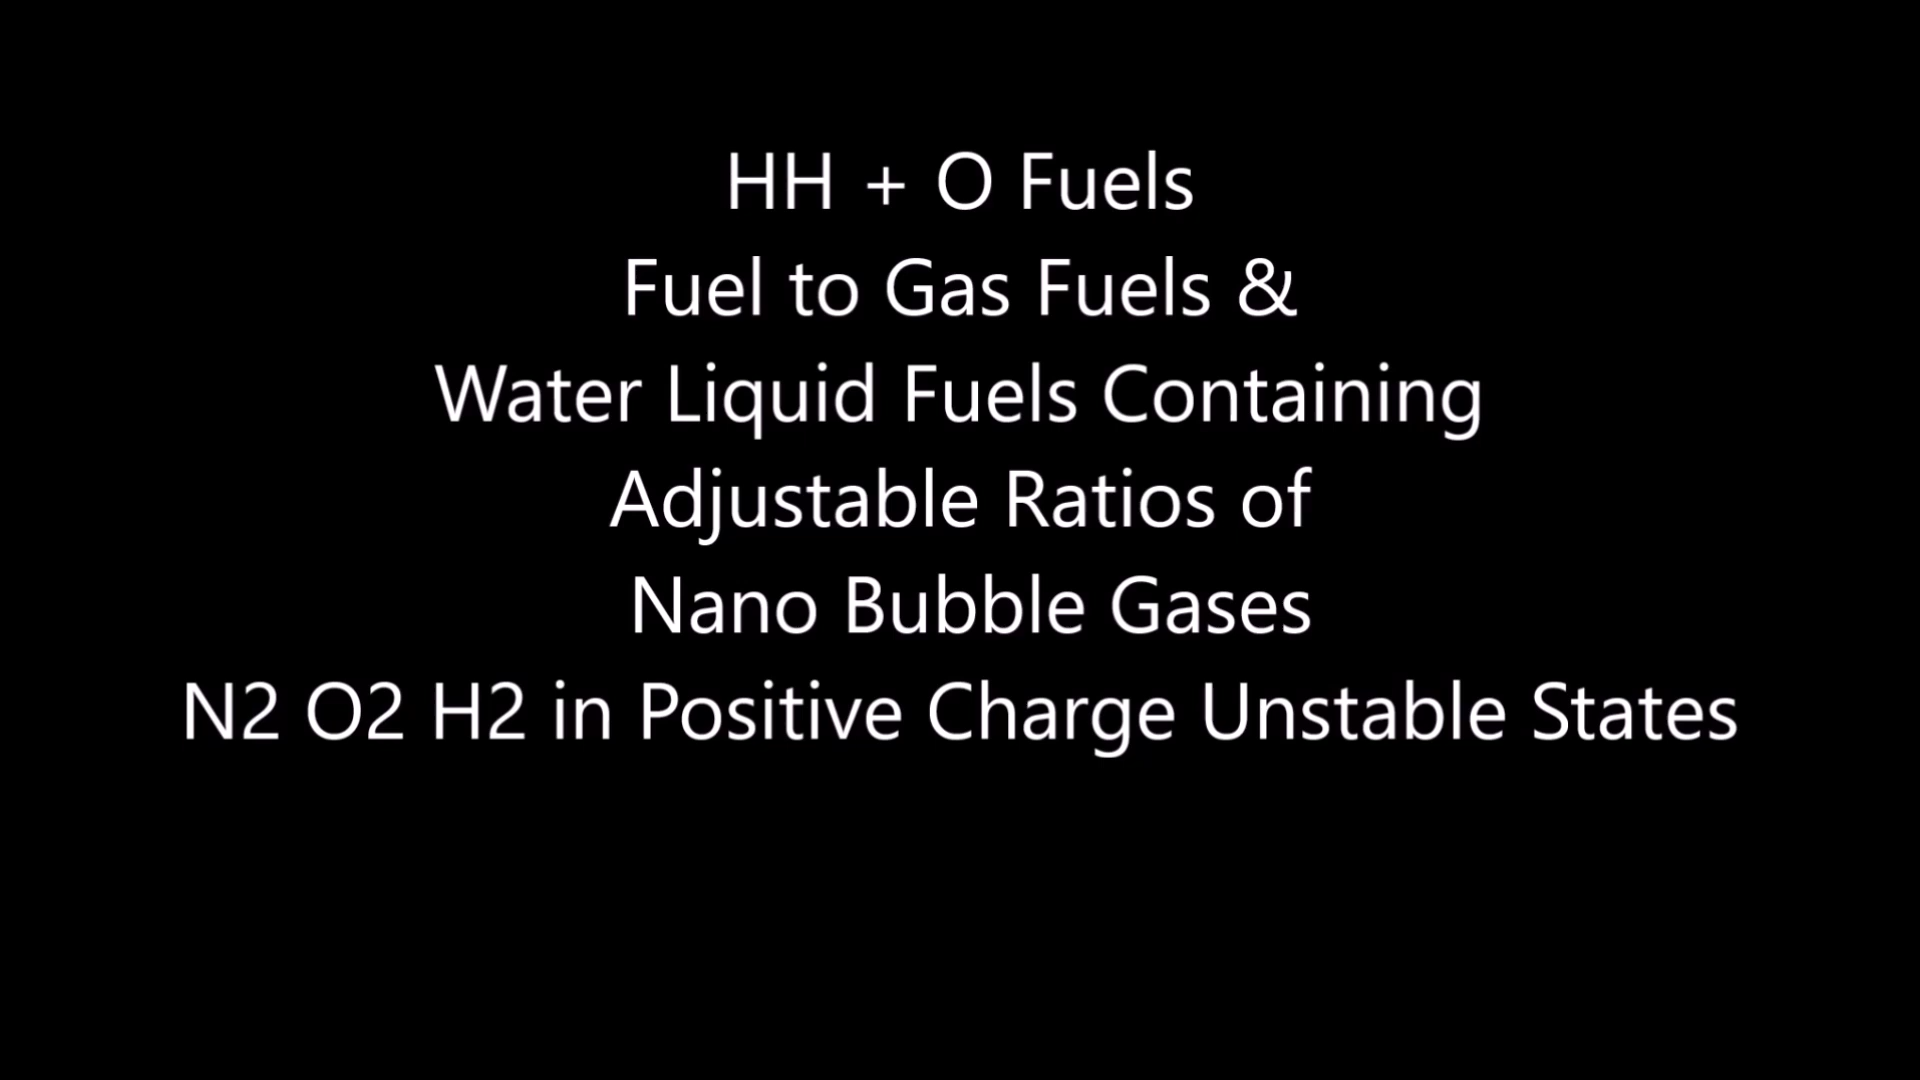 HH + O Fuels
Fuel to Gas Fuels &
Water Liquid Fuels Containing
Adjustable Ratios of
Nano Bubble Gases
N2 O2 H2 in Positive Charge Unstable States